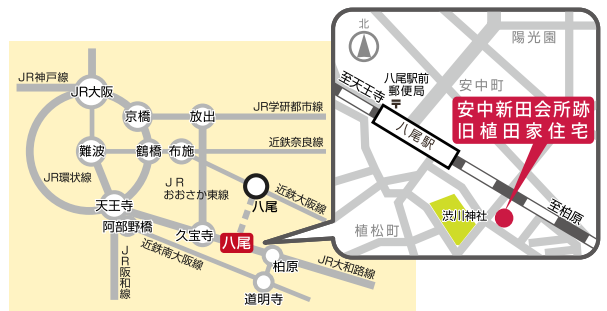 JR神戸線
JR大阪
京橋
放出
JR学研都市線
難波
鶴橋
布施
近鉄奈良線
JR環状線
JR
おおさか東線
近鉄大阪線
八尾
天王寺
阿部野橋
久宝寺
八尾
近鉄南大阪線
JR阪和線
柏原
JR大和路線
道明寺
北
陽光園
至天王寺
八尾駅前
郵便局
安中町
八尾駅
安中新田会所跡
旧植田家住宅
至柏原
渋川神社
植松町